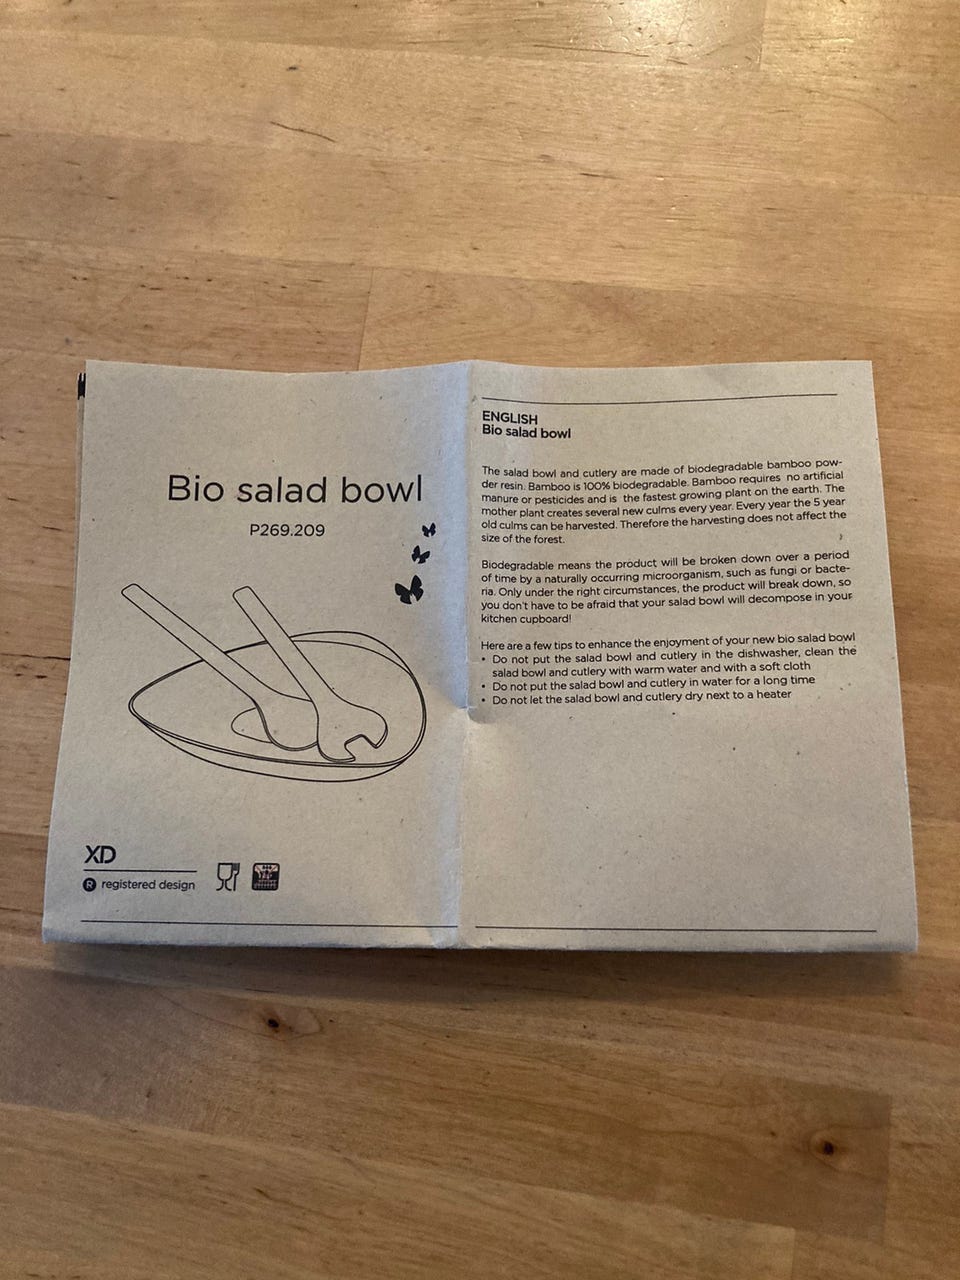 Bio salad bowl
P269.209
XD
R registered design
ENGLISH
Bio salad bowl
The salad bowl and cutlery are made of biodegradable bamboo pow-
der resin. Bamboo is 100% biodegradable. Bamboo requires no artificial
manure or pesticides and is the fastest growing plant on the earth. The
mother plant creates several new culms every year. Every year the 5 year
old culms can be harvested. Therefore the harvesting does not affect the
size of the forest.
Biodegradable means the product will be broken down over a period
of time by a naturally occurring microorganism, such as fungi or bacte-
ria. Only under the right circumstances, the product will break down, so
you don't have to be afraid that your salad bowl will decompose in your
kitchen cupboard!
Here are a few tips to enhance the enjoyment of your new bio salad bowl
• Do not put the salad bowl and cutlery in the dishwasher, clean the
salad bowl and cutlery with warm water and with a soft cloth
• Do not put the salad bowl and cutlery in water for a long time
• Do not let the salad bowl and cutlery dry next to a heater